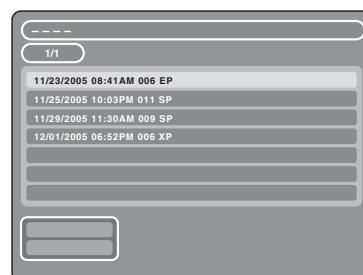 – – – –
1/1
11/23/2005 08:41AM 006 EP
11/25/2005 10:03PM 011 SP
11/29/2005 11:30AM 009 SP
12/01/2005 06:52PM 006 XP